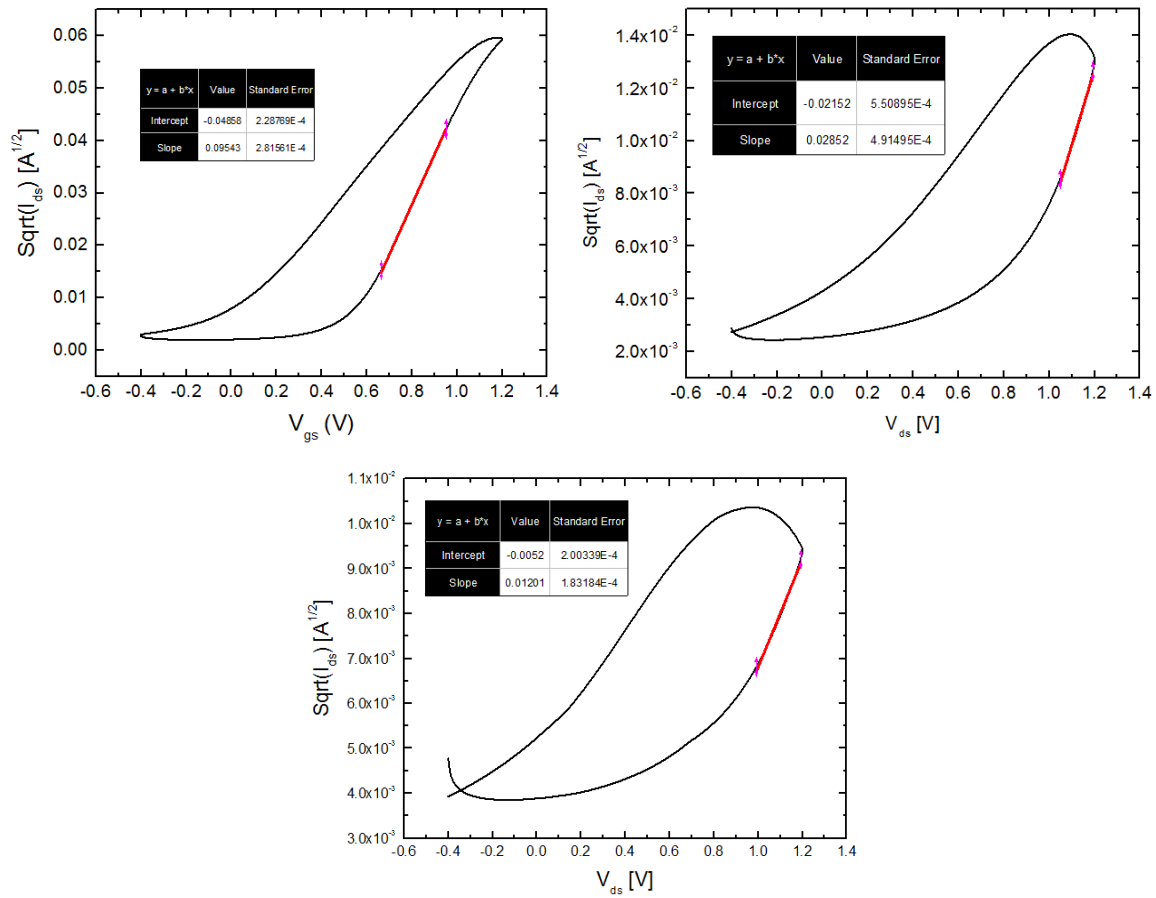 0.06
0.05
0.04
0.03
0.02
0.01
0.00
Sqrt(I_ds) [A^1/2]
y = a + b*x Value Standard Error
Intercept -0.04858 2.28769E-4
Slope 0.09543 2.81561E-4
-0.6 -0.4 -0.2 0.0 0.2 0.4 0.6 0.8 1.0 1.2 1.4
V_gs (V)
1.4x10^-2
1.2x10^-2
1.0x10^-2
8.0x10^-3
6.0x10^-3
4.0x10^-3
2.0x10^-3
Sqrt(I_ds) [A^1/2]
y = a + b*x Value Standard Error
Intercept -0.02152 5.50895E-4
Slope 0.02852 4.91495E-4
-0.6 -0.4 -0.2 0.0 0.2 0.4 0.6 0.8 1.0 1.2 1.4
V_ds [V]
1.1x10^-2
1.0x10^-2
9.0x10^-3
8.0x10^-3
7.0x10^-3
6.0x10^-3
5.0x10^-3
4.0x10^-3
3.0x10^-3
Sqrt(I_ds) [A^1/2]
y = a + b*x Value Standard Error
Intercept -0.0052 2.00339E-4
Slope 0.01201 1.83184E-4
-0.6 -0.4 -0.2 0.0 0.2 0.4 0.6 0.8 1.0 1.2 1.4
V_ds [V]